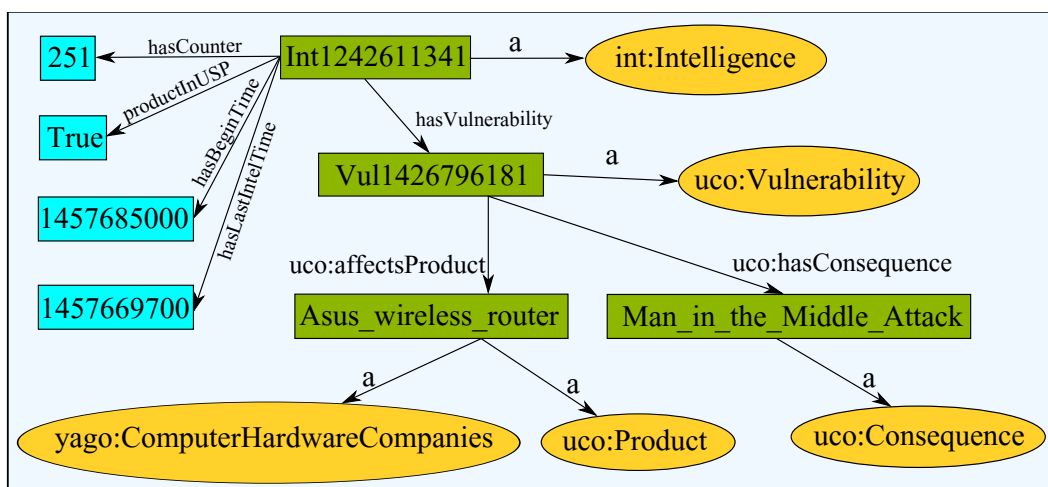 251
hasCounter
Int1242611341
a
int:Intelligence
productInUSP
True
hasBeginTime
hasLastIntelTime
hasVulnerability
Vul1426796181
a
uco:Vulnerability
1457685000
1457669700
uco:affectsProduct
uco:hasConsequence
Asus_wireless_router
Man_in_the_Middle_Attack
a
a
a
yago:ComputerHardwareCompanies
uco:Product
uco:Consequence